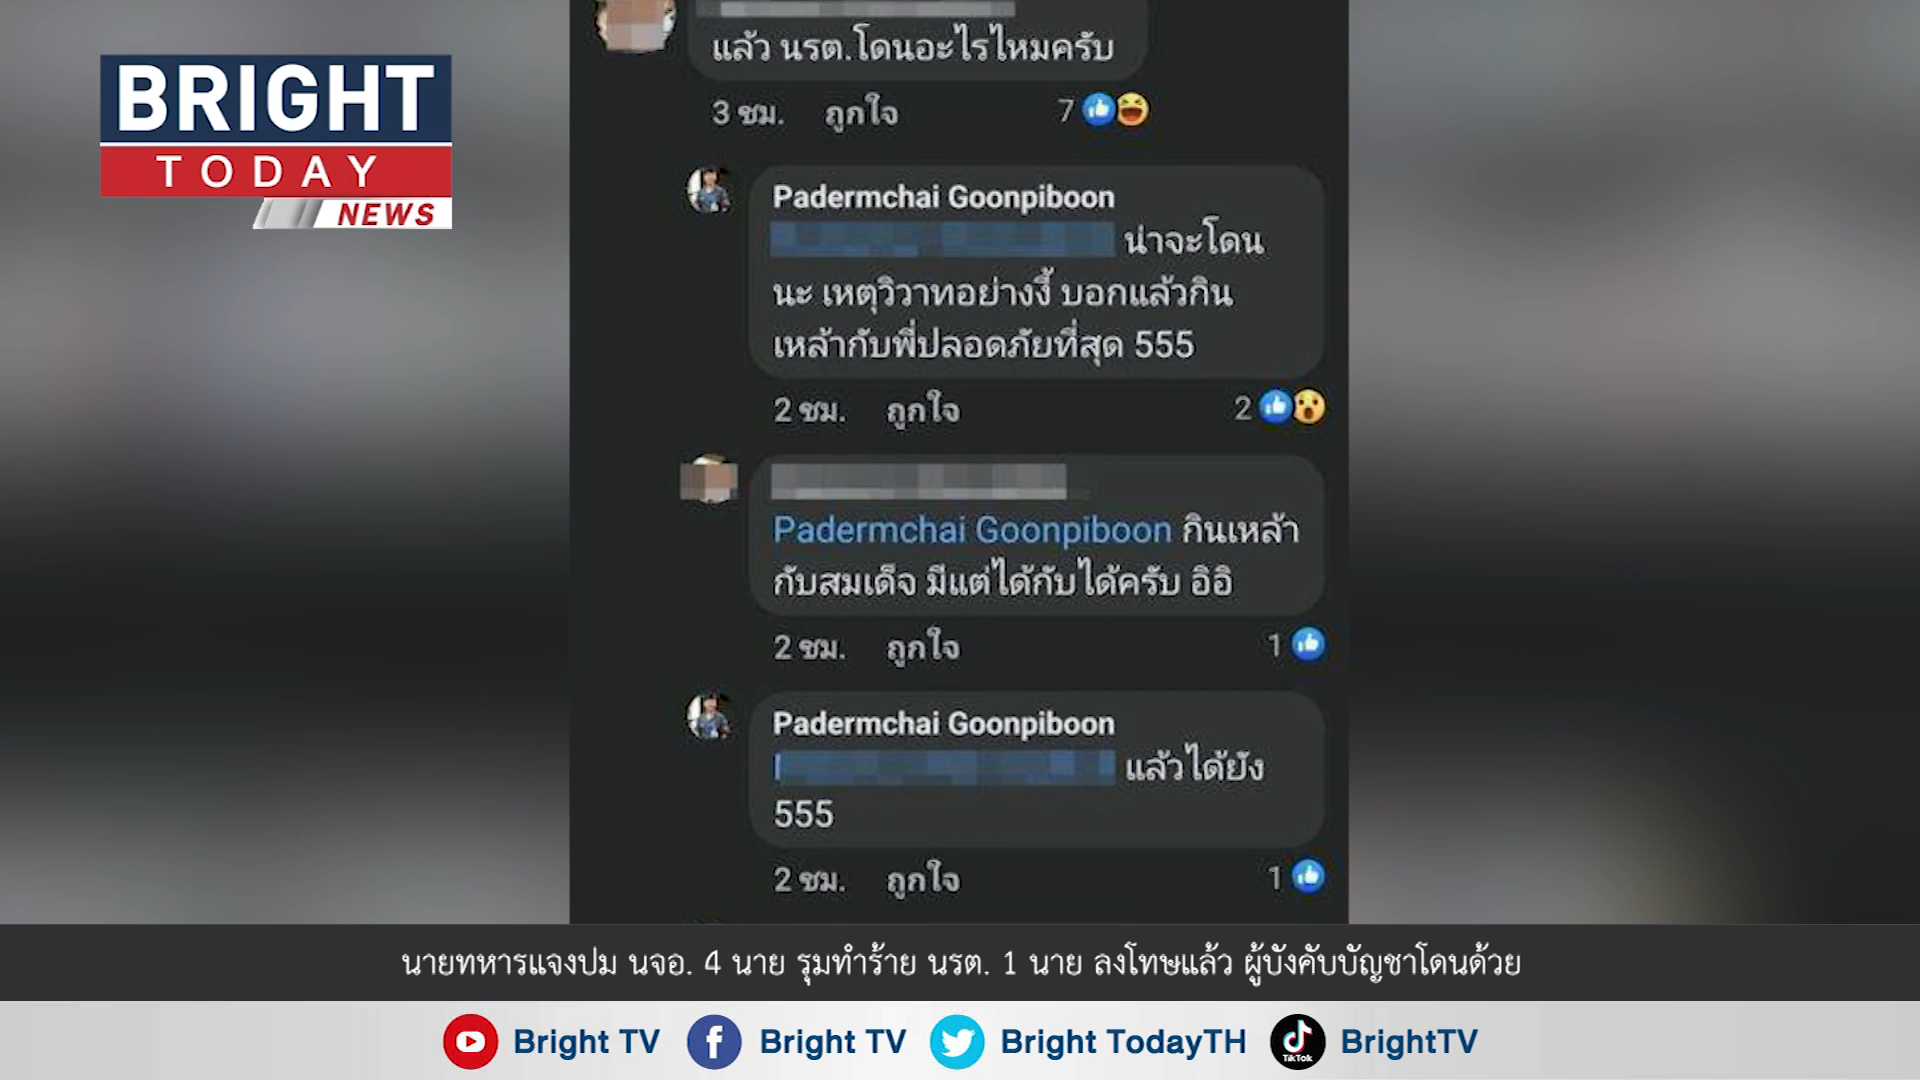 BRIGHT
TODAY
NEWS
แล้ว นรต.โดนอะไรไหมครับ
3 ชม. ถูกใจ 7
Padermchai Goonpiboon
น่าจะโดน
นะ เหตุวิวาทอย่างงี้ บอกแล้วกิน
เหล้ากับพี่ปลอดภัยที่สุด 555
2 ชม. ถูกใจ 2
Padermchai Goonpiboon กินเหล้า
กับสมเด็จ มีแต่ได้กับได้ครับ อิอิ
2 ชม. ถูกใจ 1
Padermchai Goonpiboon
แล้วได้ยัง
555
2 ชม. ถูกใจ 1
นายทหารแจงปม นจอ. 4 นาย รุมทำร้าย นรต. 1 นาย ลงโทษแล้ว ผู้บังคับบัญชาโดนด้วย
Bright TV Bright TV Bright TodayTH TikTok BrightTV